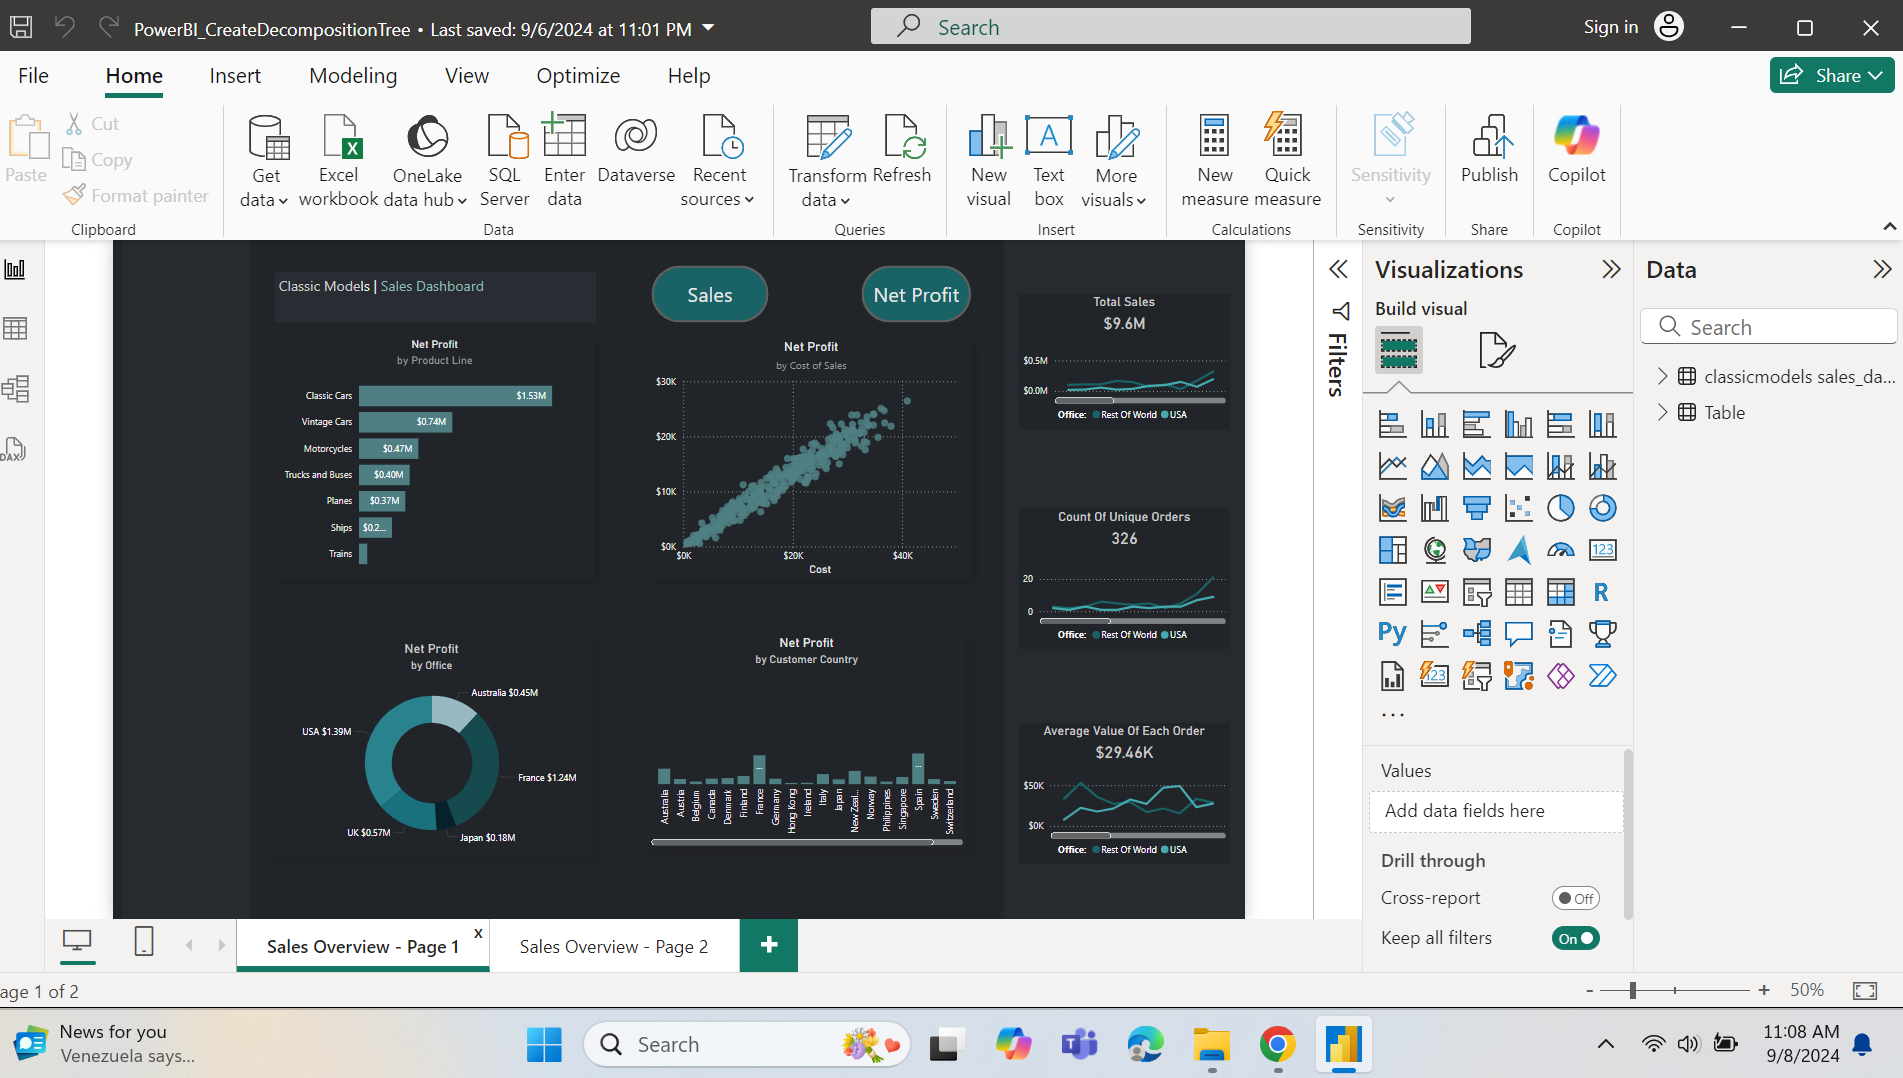 PowerBI_CreateDecompositionTree • Last saved: 9/6/2024 at 11:01 PM
Search
Sign in
File
Home
Insert
Modeling
View
Optimize
Help
Share
Paste
Cut
Copy
Format painter
Clipboard
Get data
Excel workbook
OneLake data hub
SQL Server
Enter data
Dataverse
Recent sources
Data
Transform data
Refresh
Queries
New visual
Text box
More visuals
Insert
New measure
Quick measure
Calculations
Sensitivity
Sensitivity
Publish
Share
Copilot
Copilot
Classic Models | Sales Dashboard
Sales
Net Profit
Net Profit
by Product Line
Classic Cars $1.53M
Vintage Cars $0.74M
Motorcycles $0.47M
Trucks and Buses $0.40M
Planes $0.37M
Ships $0.2...
Trains
Net Profit
by Cost of Sales
$30K
$20K
$10K
$0K
$0K $20K $40K
Cost
Total Sales
$9.6M
$0.5M
$0.0M
Office: Rest Of World USA
Count Of Unique Orders
326
20
0
Office: Rest Of World USA
Net Profit
by Office
Australia $0.45M
USA $1.39M
France $1.24M
UK $0.57M
Japan $0.18M
Net Profit
by Customer Country
...
...
Australia
Austria
Belgium
Canada
Denmark
Finland
France
Germany
Hong Kong
Ireland
Italy
Japan
New Zeal...
Norway
Philippines
Singapore
Spain
Sweden
Switzerland
Average Value Of Each Order
$29.46K
$50K
$0K
Office: Rest Of World USA
Filters
Visualizations
Build visual
123
R
Py
123
...
Values
Add data fields here
Drill through
Cross-report
Off
Keep all filters
On
Data
Search
classicmodels sales_da...
Table
DAX
Sales Overview - Page 1
x
Sales Overview - Page 2
+
age 1 of 2
- + 50%
News for you
Venezuela says...
Search
11:08 AM
9/8/2024